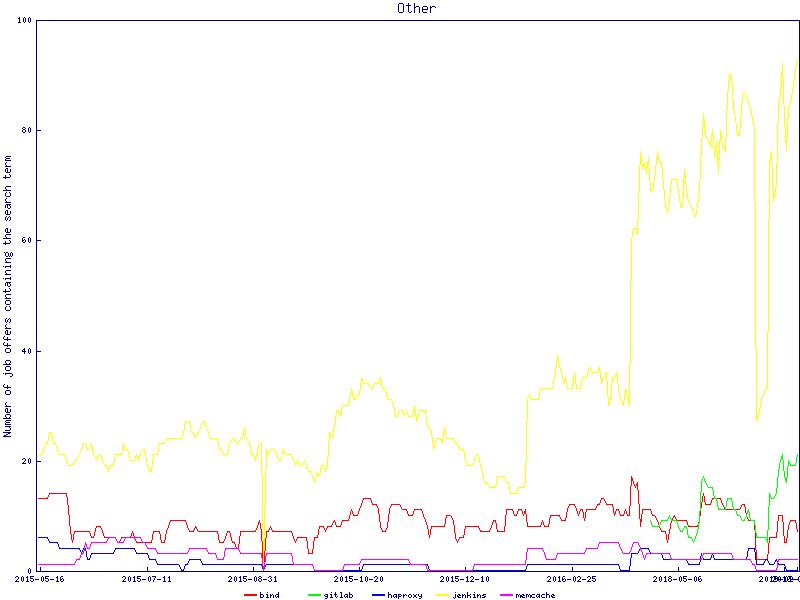 Other
Number of job offers containing the search term
100
80
60
40
20
0
2015-05-16 2015-07-11 2015-08-31 2015-10-20 2015-12-10 2016-02-25 2018-05-06
bind gitlab haproxy jenkins memcache